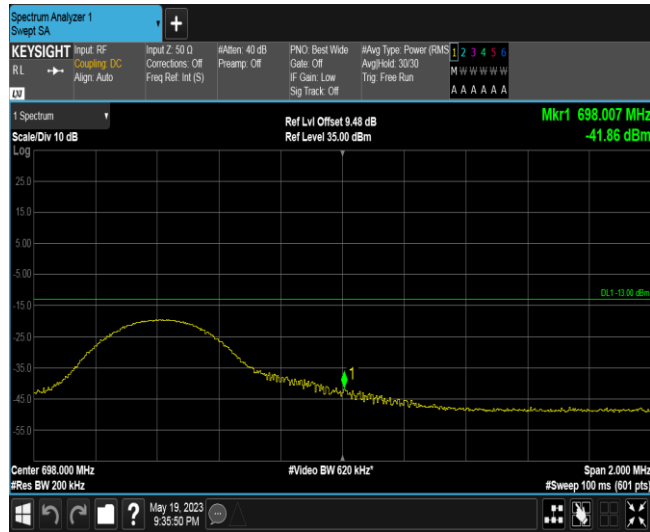 Spectrum Analyzer 1
Swept SA
KEYSIGHT
RL
LXI
Input: RF
Coupling: DC
Align: Auto
Input Z: 50 Ω
Corrections: Off
Freq Ref: Int (S)
#Atten: 40 dB
Preamp: Off
PNO: Best Wide
Gate: Off
IF Gain: Low
Sig Track: Off
#Avg Type: Power (RMS
Avg|Hold: 30/30
Trig: Free Run
1 2 3 4 5 6
M W W W W W
A A A A A A
1 Spectrum
Scale/Div 10 dB
Ref Lvl Offset 9.48 dB
Ref Level 35.00 dBm
Mkr1 698.007 MHz
-41.86 dBm
Log
25.0
15.0
5.00
-5.00
DL1 -13.00 dBm
-15.0
-25.0
-35.0
1
-45.0
-55.0
Center 698.000 MHz
#Video BW 620 kHz*
Span 2.000 MHz
#Res BW 200 kHz
#Sweep 100 ms (601 pts)
?
May 19, 2023
9:35:50 PM